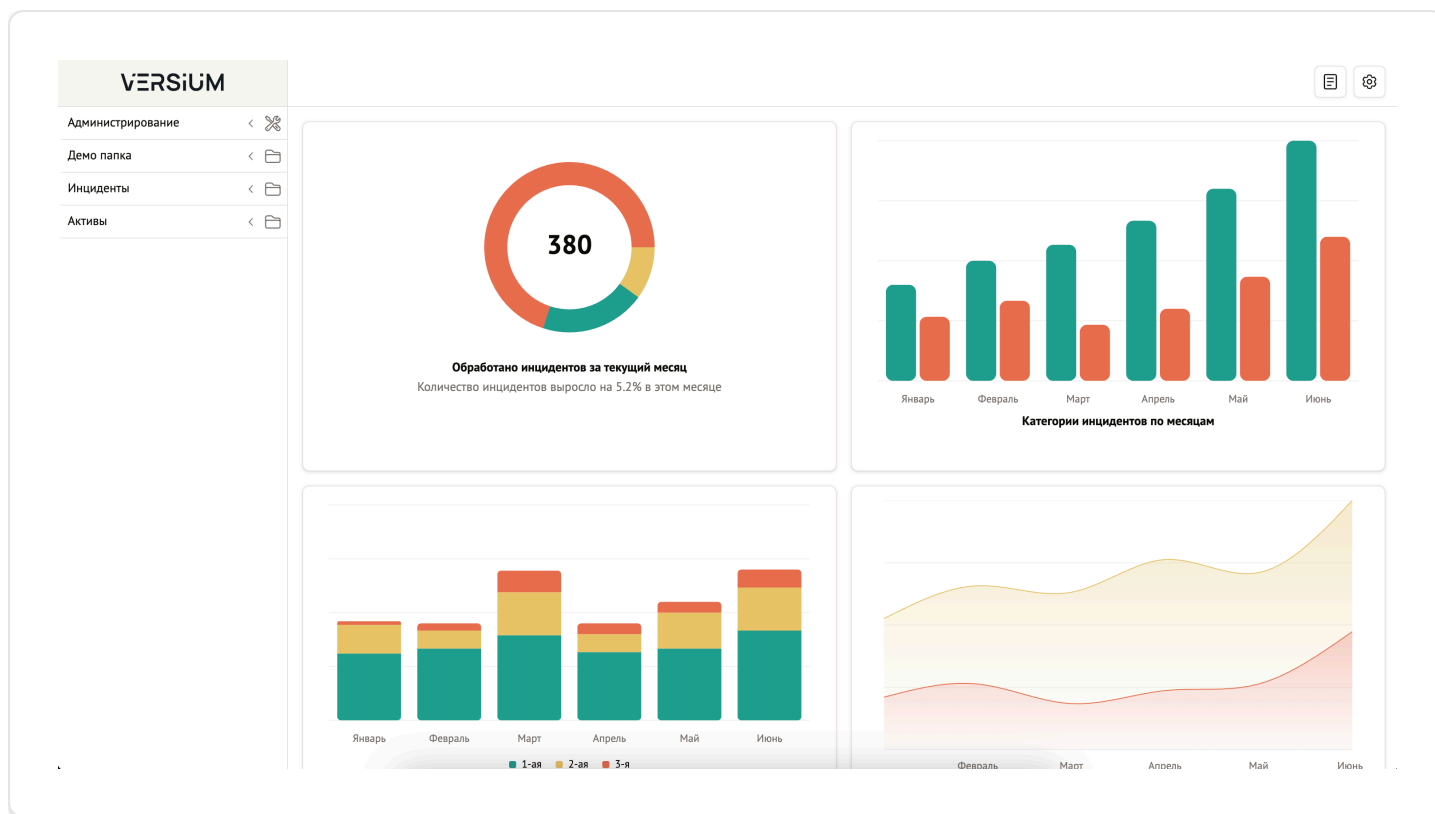 VERSiUM
Администрирование
Демо папка
Инциденты
Активы
380
Обработано инцидентов за текущий месяц
Количество инцидентов выросло на 5.2% в этом месяце
Январь Февраль Март Апрель Май Июнь
Категории инцидентов по месяцам
Январь Февраль Март Апрель Май Июнь
1-ая 2-ая 3-я
Февраль Март Апрель Май Июнь